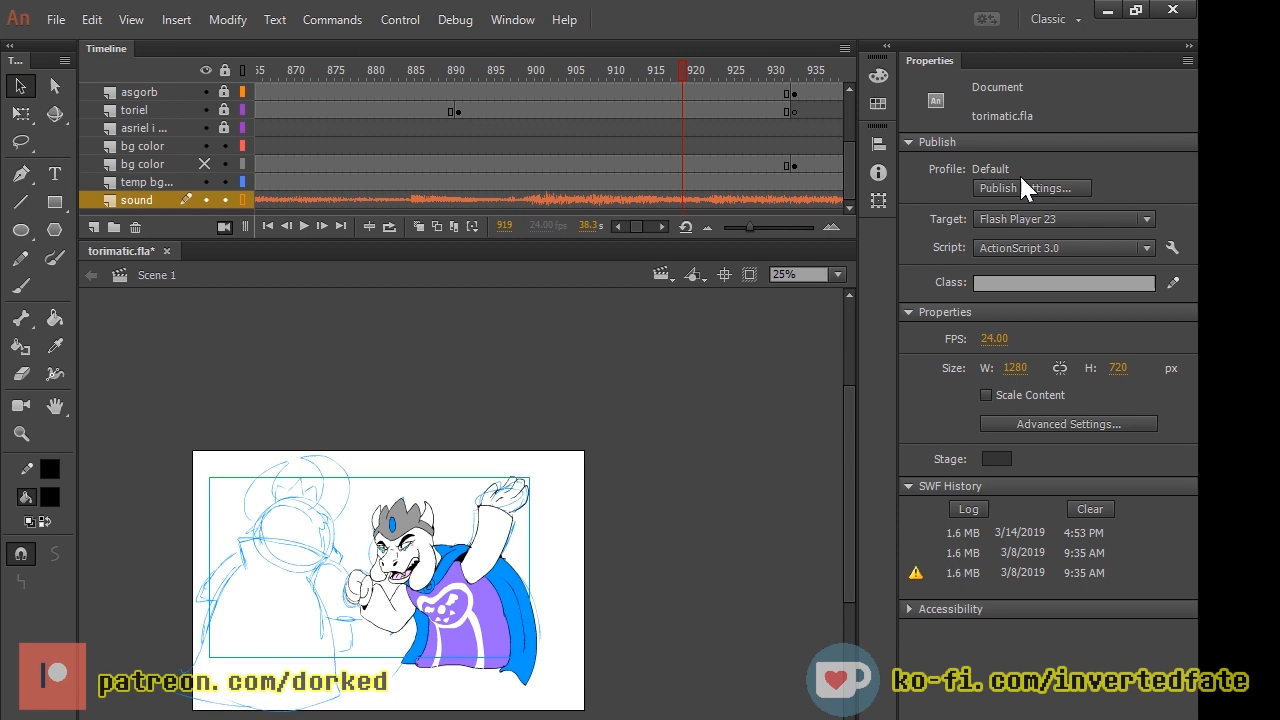 An File Edit View Insert Modify Text Commands Control Debug Window Help Classic
T... Timeline Properties
65 870 875 880 885 890 895 900 905 910 915 920 925 930 935
asgorb
toriel
asriel i ...
bg color
bg color
temp bg...
sound
919 24.00 fps 38.3 s
torimatic.fla*
Scene 1 25%
An Document
torimatic.fla
Publish
Profile: Default
Publish Settings...
Target: Flash Player 23
Script: ActionScript 3.0
Class:
Properties
FPS: 24.00
Size: W: 1280 H: 720 px
Scale Content
Advanced Settings...
Stage:
SWF History
Log Clear
1.6 MB 3/14/2019 4:53 PM
1.6 MB 3/8/2019 9:35 AM
1.6 MB 3/8/2019 9:35 AM
Accessibility
patreon.com/dorked
ko-fi.com/invertedfate